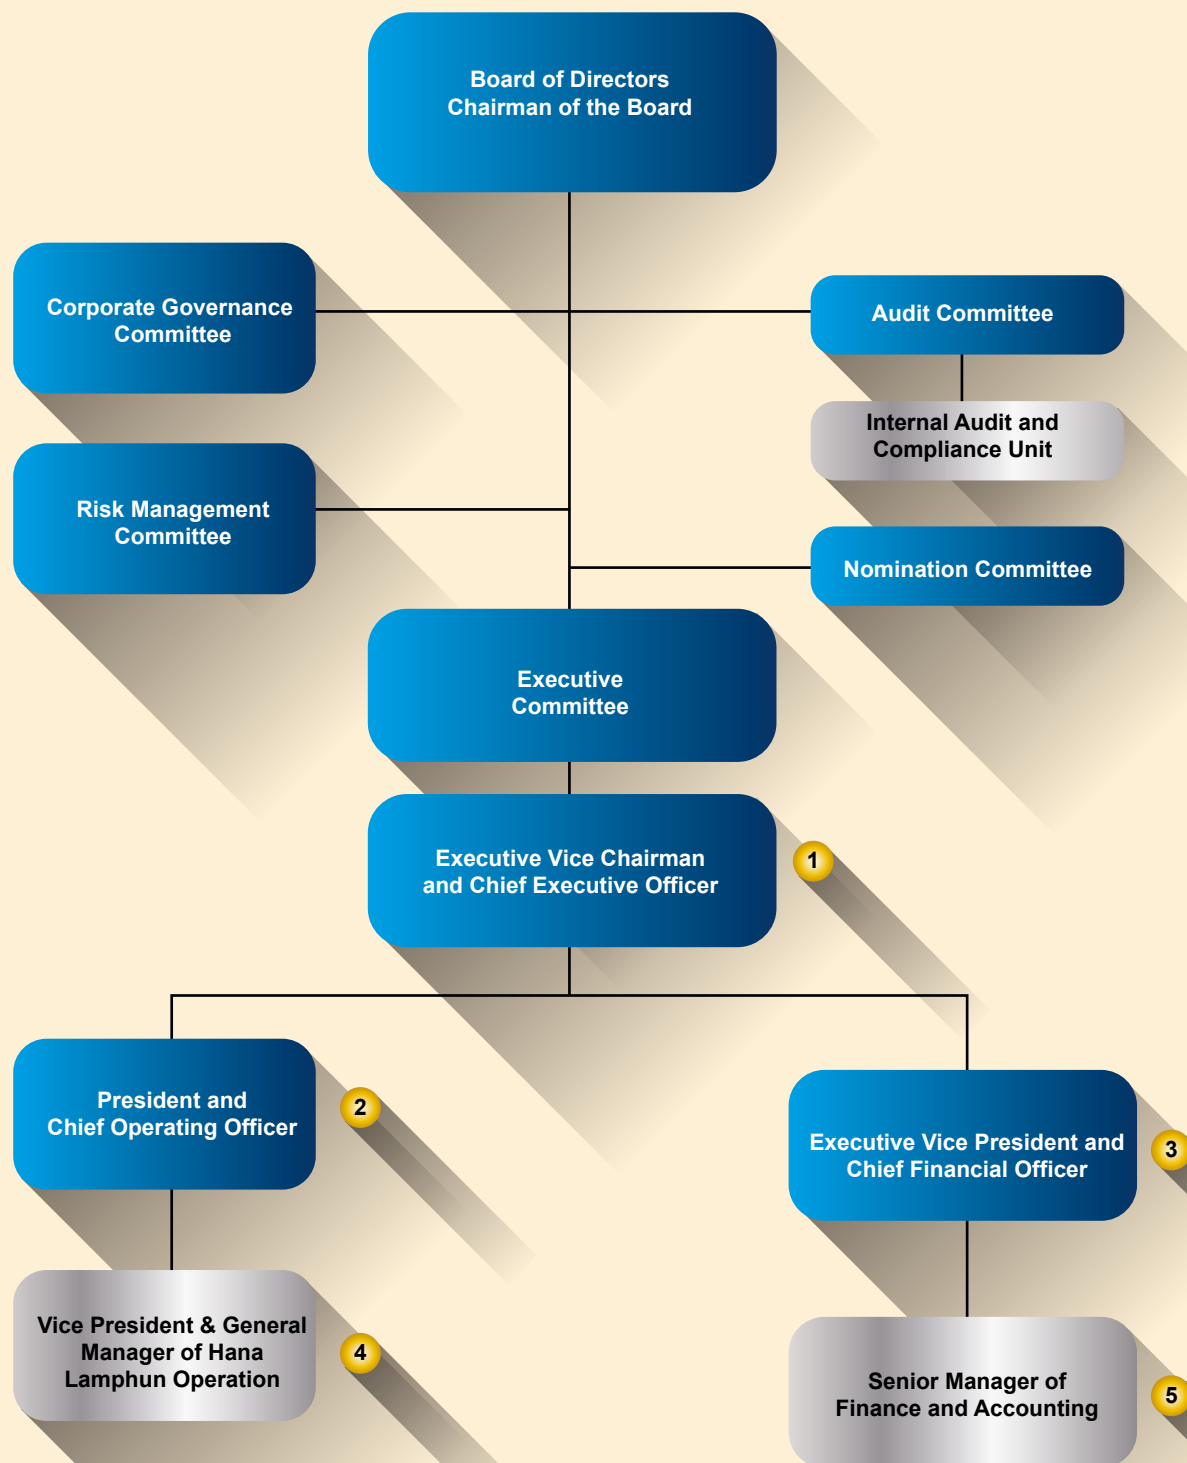 Board of Directors
Chairman of the Board
Corporate Governance
Committee
Audit Committee
Internal Audit and
Compliance Unit
Risk Management
Committee
Nomination Committee
Executive
Committee
Executive Vice Chairman
and Chief Executive Officer
1
President and
Chief Operating Officer
2
Executive Vice President and
Chief Financial Officer
3
Vice President & General
Manager of Hana
Lamphun Operation
4
Senior Manager of
Finance and Accounting
5